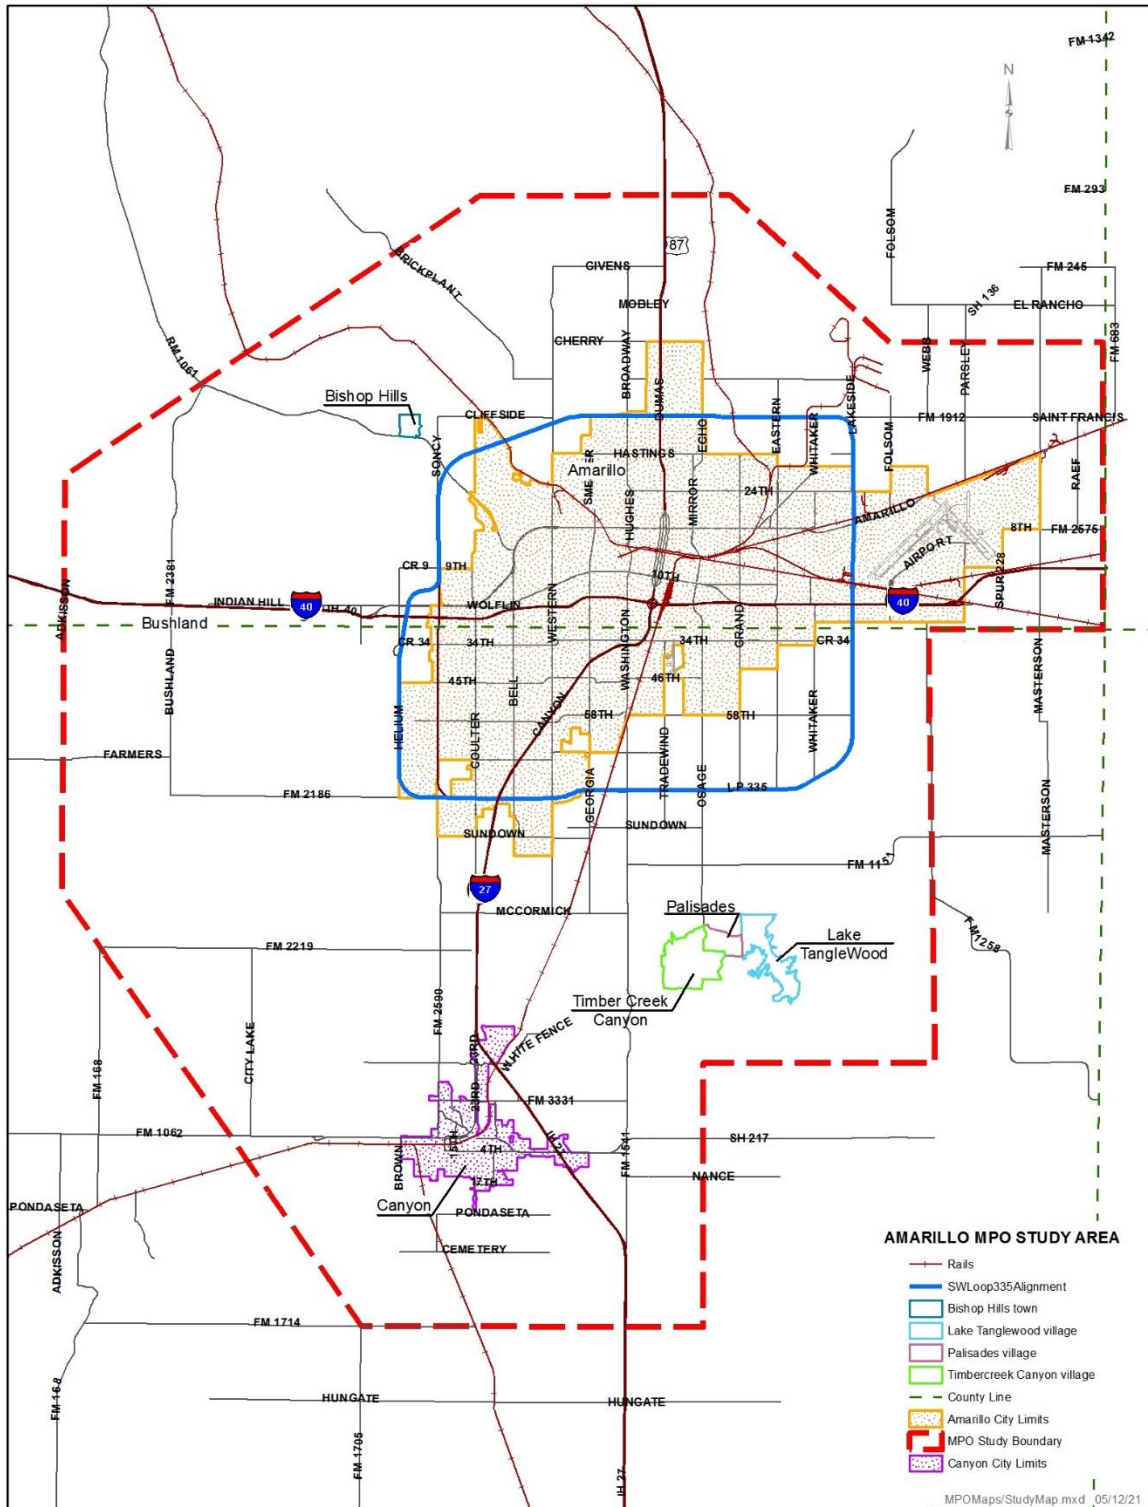 FM 1342
N
FM 293
FOLSOM
87
BRICKPLANT
GIVENS
FM 245
SH 136
EL RANCHO
MOBLEY
FM 683
BROADWAY
CHERRY
WEBB
PARSLEY
RM 1061
Bishop Hills
DUMAS
CLIFFSIDE
LAKESIDE
FM 1912
SAINT FRANCIS
SONCY
ECHO
EASTERN
WHITAKER
FOLSOM
HASTINGS
Amarillo
RAEF
HUGHES
MIRROR
24TH
AMARILLO
8TH
FM 2575
AIRPORT
CR 9
9TH
10TH
FM 2381
SPUR 228
ADKISSON
INDIAN HILL
40
IH 40
WOLFLIN
40
Bushland
WESTERN
WASHINGTON
GRAND
CR 34
34TH
34TH
CR 34
BUSHLAND
45TH
BELL
46TH
MASTERSON
HELIUM
COULTER
CANYON
58TH
58TH
WHITAKER
FARMERS
TRADEWIND
GEORGIA
OSAGE
LP 335
FM 2186
SUNDOWN
SUNDOWN
MASTERSON
FM 1151
27
MCCORMICK
Palisades
Lake
TangleWood
FM 2219
FM1258
Timber Creek
Canyon
FM 2590
CITY LAKE
WHITE FENCE
23RD
FM 168
23RD
FM 3331
FM 1062
15TH
4TH
IH 27
FM 1541
SH 217
BROWN
17TH
NANCE
Canyon
PONDASETA
PONDASETA
ADKISSON
CEMETERY
FM 1714
FM 168
HUNGATE
HUNGATE
FM 1705
IH 27
AMARILLO MPO STUDY AREA
Rails
SWLoop335Alignment
Bishop Hills town
Lake Tanglewood village
Palisades village
Timbercreek Canyon village
County Line
Amarillo City Limits
MPO Study Boundary
Canyon City Limits
MPOMaps/StudyMap.mxd 05/12/21